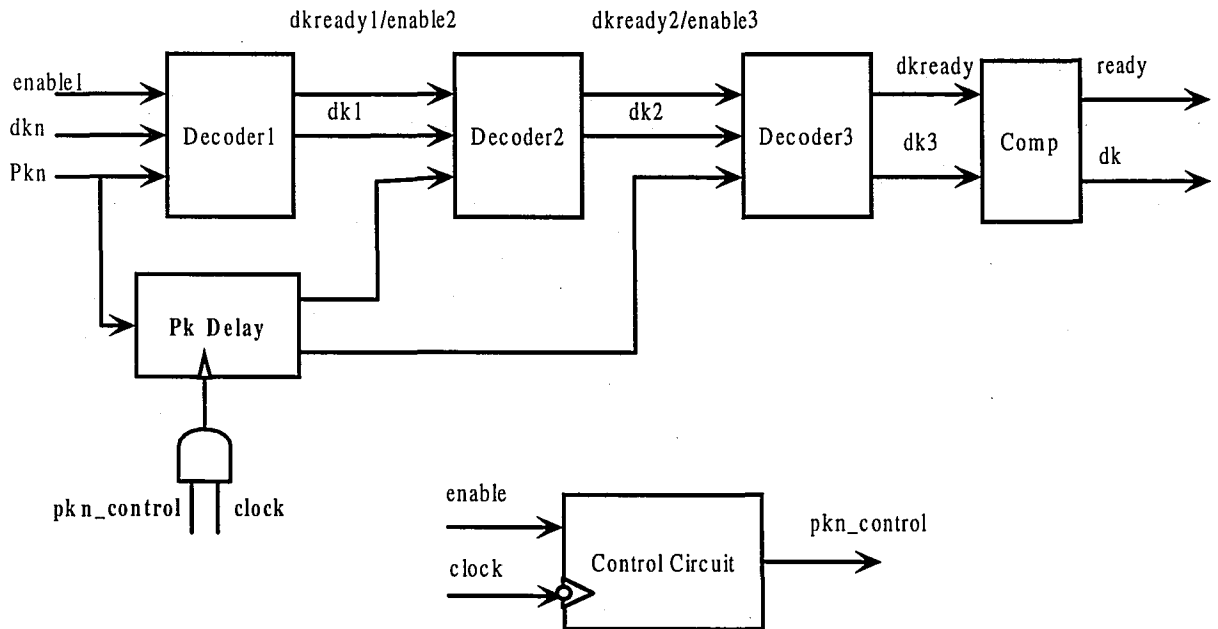 dkready1/enable2
dkready2/enable3
enable1
dkn
Pkn
Decoder1
dk1
Decoder2
dk2
Decoder3
dkready
dk3
Comp
ready
dk
Pk Delay
pkn_control
clock
enable
clock
Control Circuit
pkn_control